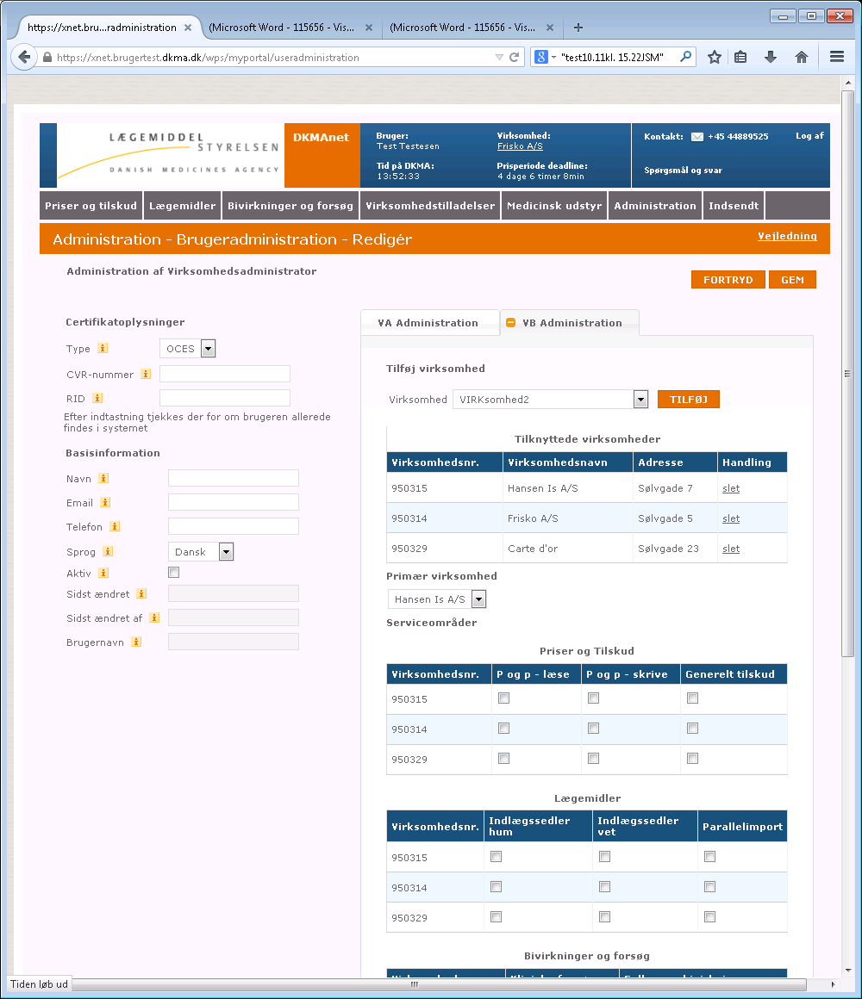 https://xnet.bru...radministration
(Microsoft Word - 115656 - Vis...
(Microsoft Word - 115656 - Vis...
https://xnet.brugertest.dkma.dk/wps/myportal/useradministration
"test10.11kl. 15.22JSM"
LÆGEMIDDEL
STYRELSEN
DANISH MEDICINES AGENCY
DKMAnet
Bruger:
Test Testesen
Tid på DKMA:
13:52:33
Virksomhed:
Frisko A/S
Prisperiode deadline:
4 dage 6 timer 8min
Kontakt: +45 44889525
Log af
Spørgsmål og svar
Priser og tilskud Lægemidler Bivirkninger og forsøg Virksomhedstilladelser Medicinsk udstyr Administration Indsendt
Administration - Brugeradministration - Redigér
Vejledning
Administration af Virksomhedsadministrator
FORTRYD GEM
Certifikatoplysninger
Type OCES
CVR-nummer
RID
Efter indtastning tjekkes der for om brugeren allerede
findes i systemet
Basisinformation
Navn
Email
Telefon
Sprog Dansk
Aktiv
Sidst ændret
Sidst ændret af
Brugernavn
VA Administration VB Administration
Tilføj virksomhed
Virksomhed VIRKsomhed2 TILFØJ
Tilknyttede virksomheder
Virksomhedsnr. Virksomhedsnavn Adresse Handling
950315 Hansen Is A/S Sølvgade 7 slet
950314 Frisko A/S Sølvgade 5 slet
950329 Carte d'or Sølvgade 23 slet
Primær virksomhed
Hansen Is A/S
Serviceområder
Priser og Tilskud
Virksomhedsnr. P og p - læse P og p - skrive Generelt tilskud
950315
950314
950329
Lægemidler
Virksomhedsnr. Indlægssedler hum Indlægssedler vet Parallelimport
950315
950314
950329
Bivirkninger og forsøg
Tiden løb ud